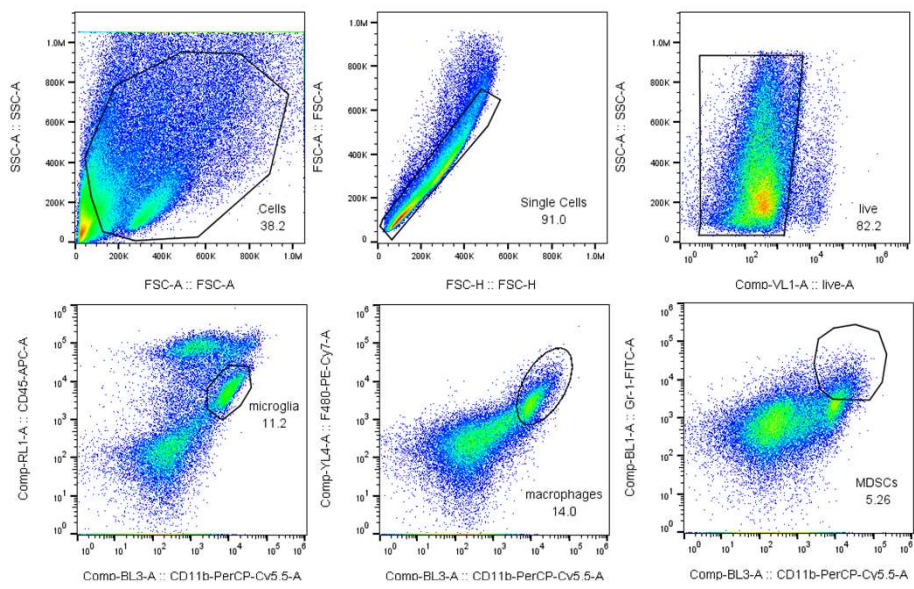 1.0M
800K
600K
400K
200K
0
SSC-A :: SSC-A
Cells
38.2
0 200K 400K 600K 800K 1.0M
FSC-A :: FSC-A
1.0M
800K
600K
400K
200K
0
FSC-A :: FSC-A
Single Cells
91.0
0 200K 400K 600K 800K 1.0M
FSC-H :: FSC-H
1.0M
800K
600K
400K
200K
0
SSC-A :: SSC-A
live
82.2
10^0 10^2 10^4 10^6
Comp-VL1-A :: live-A
10^6
10^5
10^4
10^3
10^2
10^1
10^0
Comp-RL1-A :: CD45-APC-A
microglia
11.2
10^0 10^1 10^2 10^3 10^4 10^5 10^6
Comp-BL3-A :: CD11b-PerCP-Cy5.5-A
10^6
10^5
10^4
10^3
10^2
10^1
10^0
Comp-YL4-A :: F480-PE-Cy7-A
macrophages
14.0
10^0 10^1 10^2 10^3 10^4 10^5 10^6
Comp-BL3-A :: CD11b-PerCP-Cy5.5-A
10^6
10^5
10^4
10^3
10^2
10^1
10^0
Comp-BL1-A :: Gr-1-FITC-A
MDSCs
5.26
10^0 10^1 10^2 10^3 10^4 10^5 10^6
Comp-BL3-A :: CD11b-PerCP-Cy5.5-A